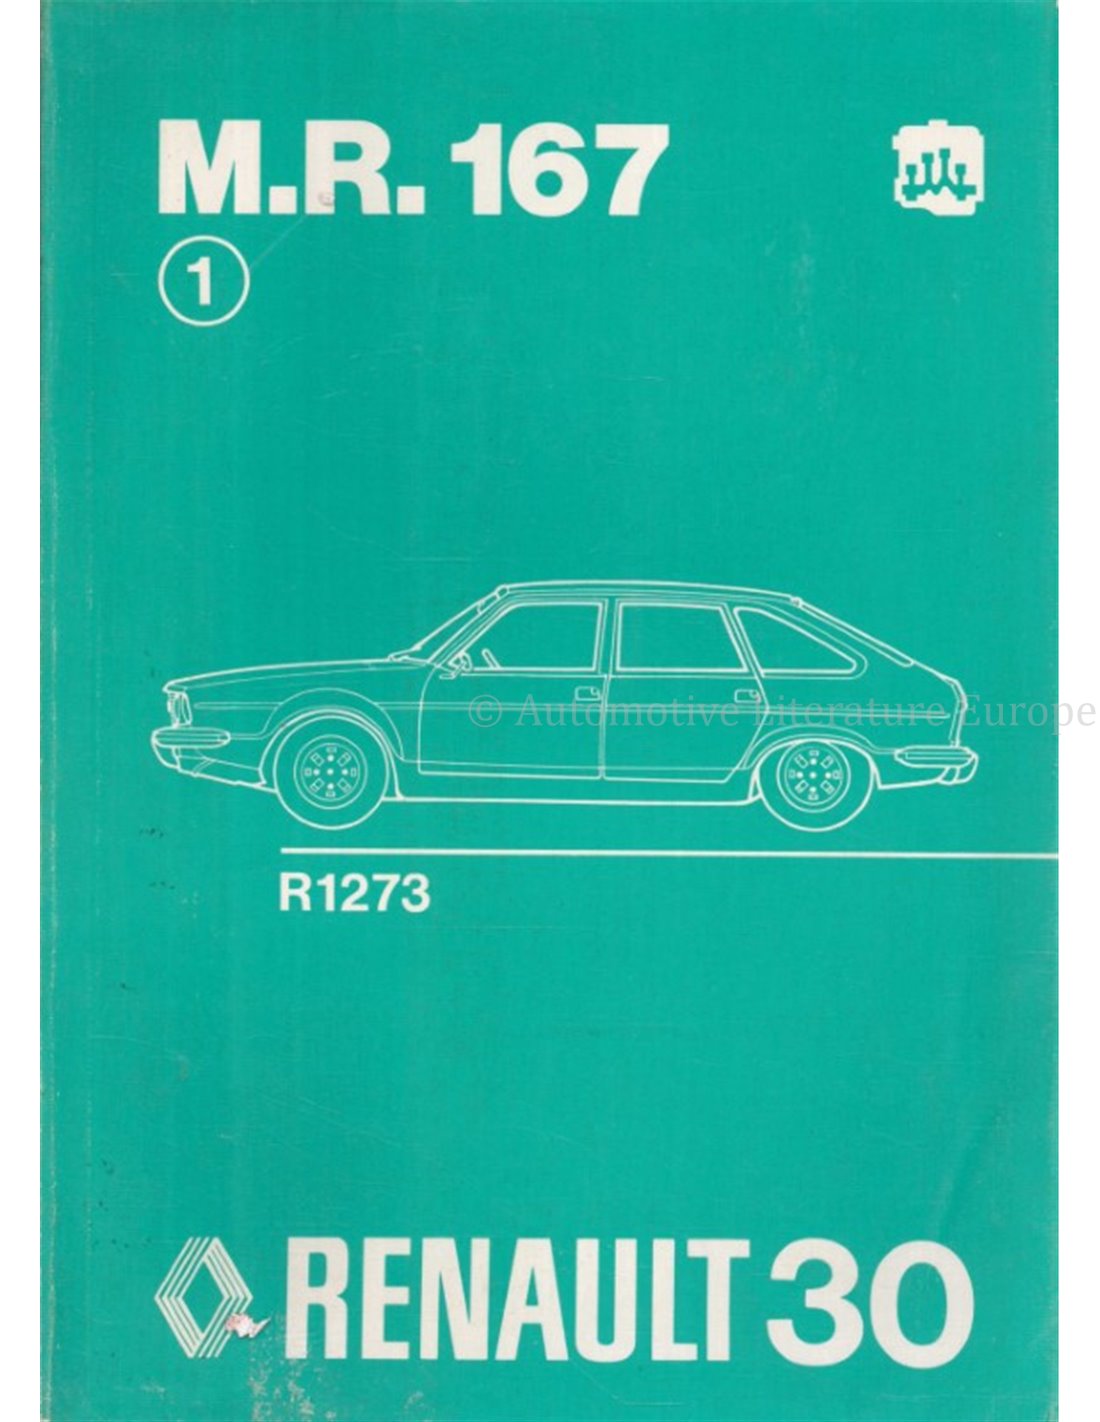 M.R. 167
1
© Automotive Literature Europe
R1273
RENAULT 30